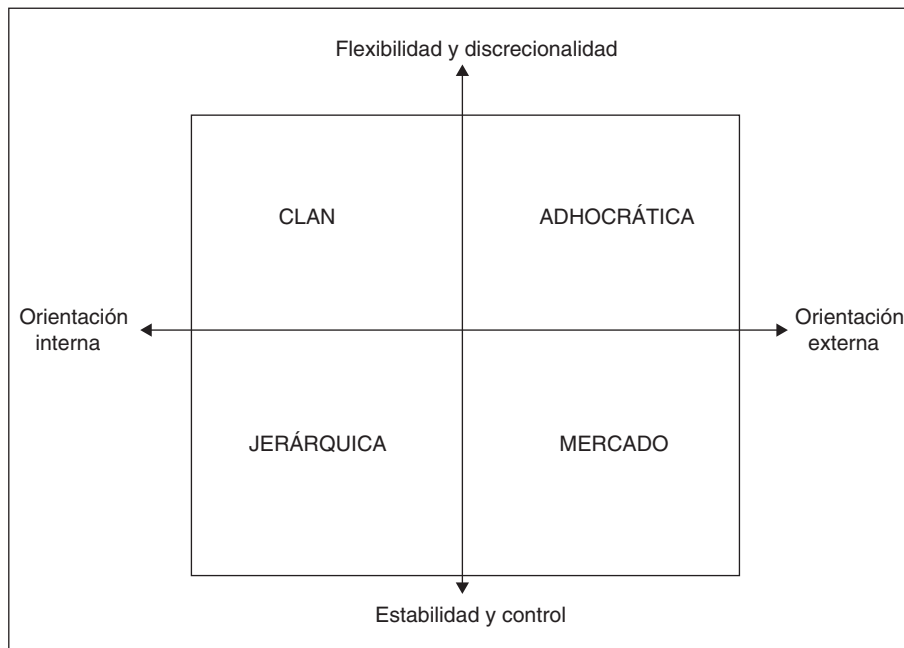 Flexibilidad y discrecionalidad
CLAN
ADHOCRÁTICA
Orientación
interna
Orientación
externa
JERÁRQUICA
MERCADO
Estabilidad y control